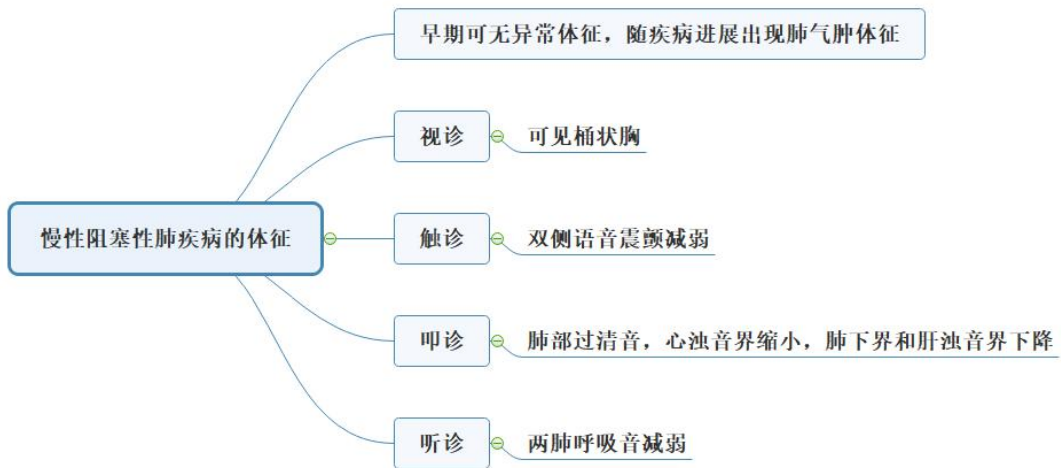 早期可无异常体征，随疾病进展出现肺气肿体征
视诊
可见桶状胸
慢性阻塞性肺疾病的体征
触诊
双侧语音震颤减弱
叩诊
肺部过清音，心浊音界缩小，肺下界和肝浊音界下降
听诊
两肺呼吸音减弱